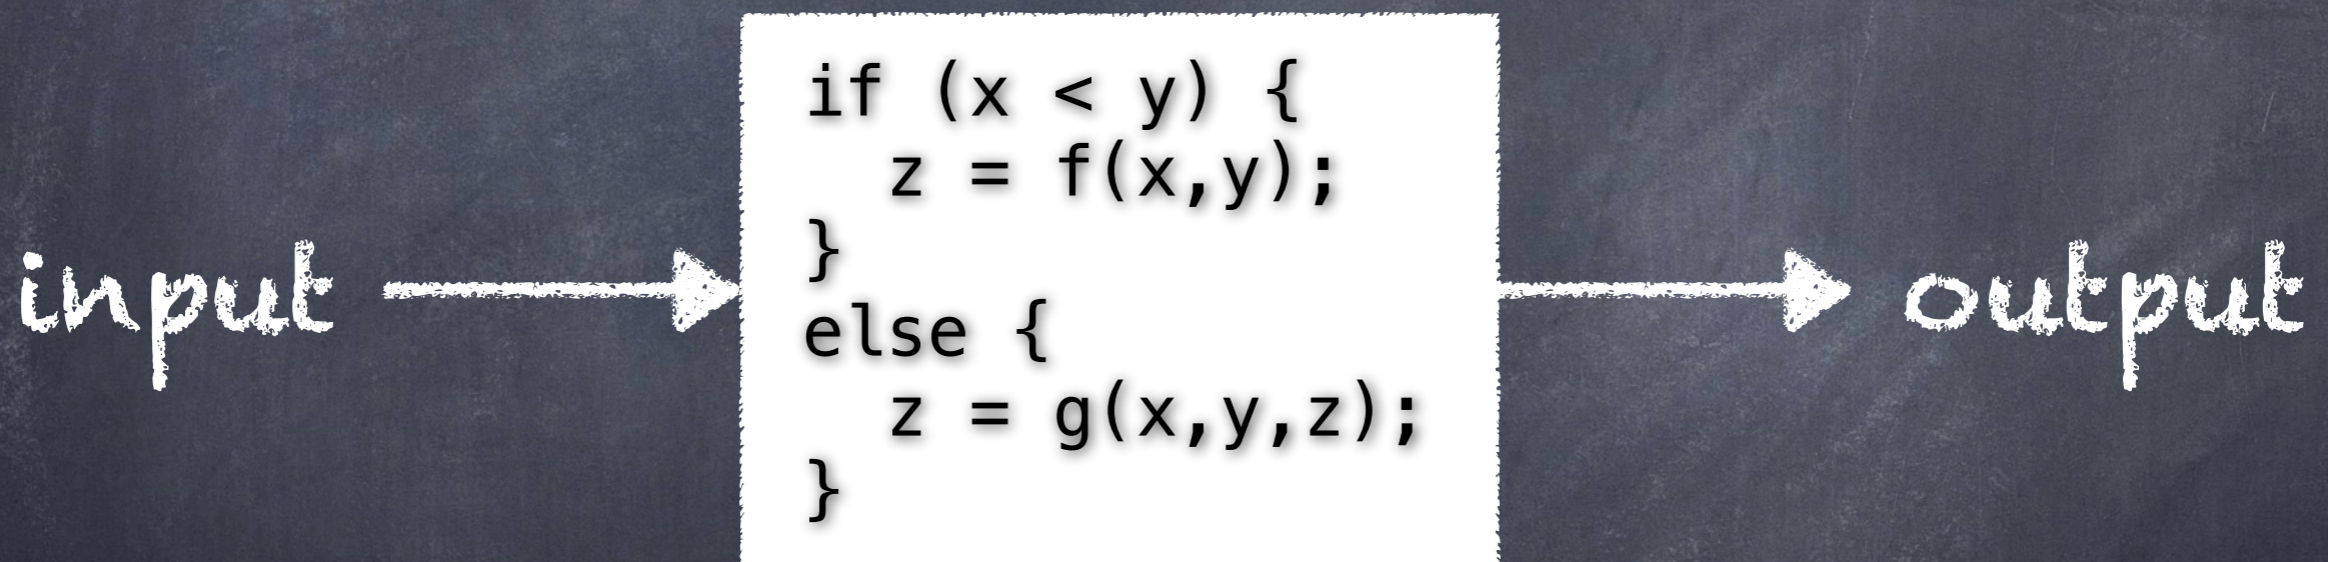 input
if (x < y) {
  z = f(x,y);
}
else {
  z = g(x,y,z);
}
output